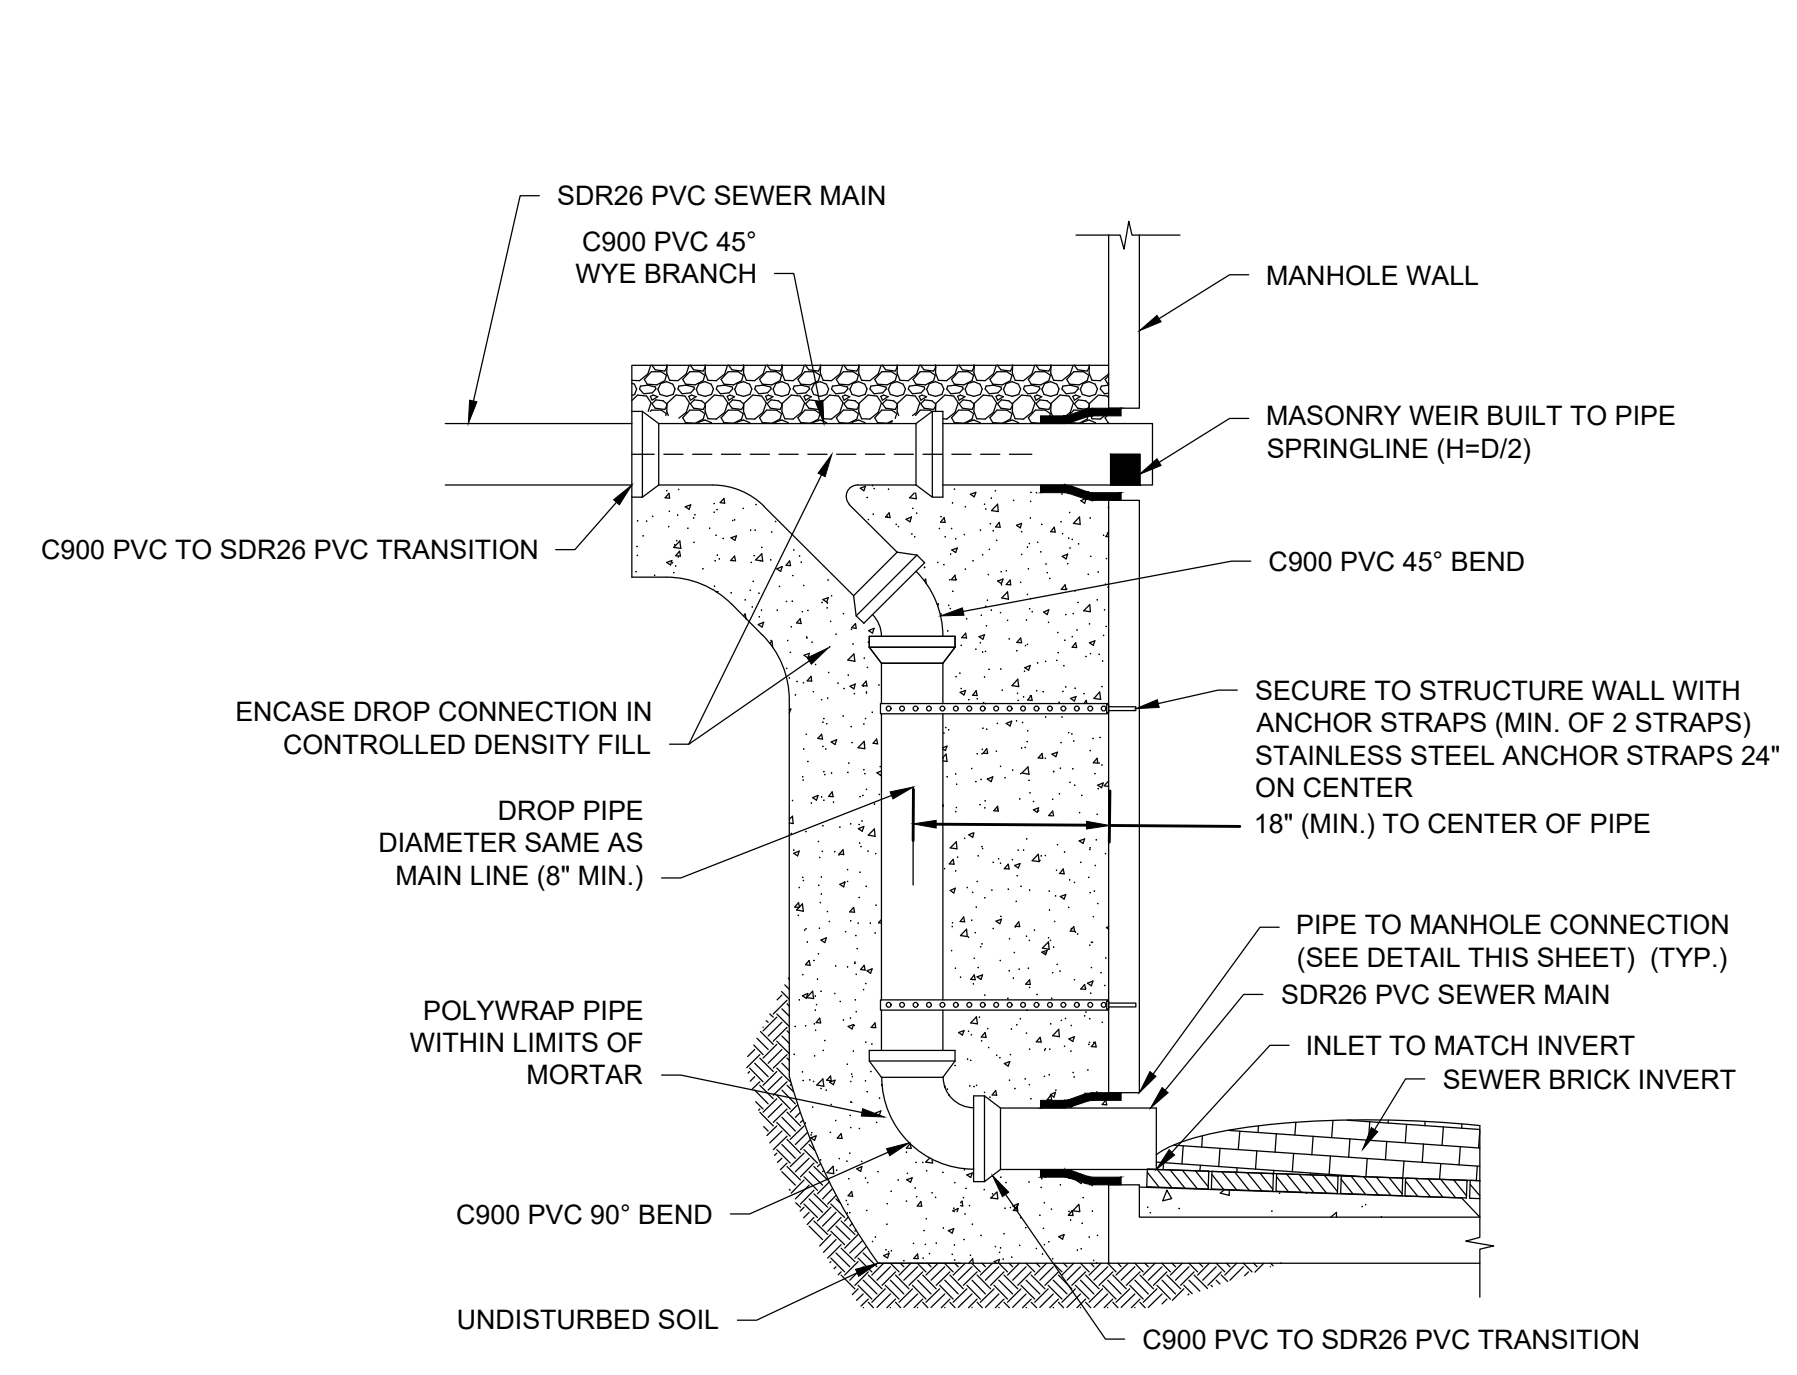 SDR26 PVC SEWER MAIN
C900 PVC 45°
WYE BRANCH
MANHOLE WALL
MASONRY WEIR BUILT TO PIPE
SPRINGLINE (H=D/2)
C900 PVC TO SDR26 PVC TRANSITION
C900 PVC 45° BEND
ENCASE DROP CONNECTION IN
CONTROLLED DENSITY FILL
SECURE TO STRUCTURE WALL WITH
ANCHOR STRAPS (MIN. OF 2 STRAPS)
STAINLESS STEEL ANCHOR STRAPS 24"
ON CENTER
18" (MIN.) TO CENTER OF PIPE
DROP PIPE
DIAMETER SAME AS
MAIN LINE (8" MIN.)
PIPE TO MANHOLE CONNECTION
(SEE DETAIL THIS SHEET) (TYP.)
SDR26 PVC SEWER MAIN
POLYWRAP PIPE
WITHIN LIMITS OF
MORTAR
INLET TO MATCH INVERT
SEWER BRICK INVERT
C900 PVC 90° BEND
UNDISTURBED SOIL
C900 PVC TO SDR26 PVC TRANSITION